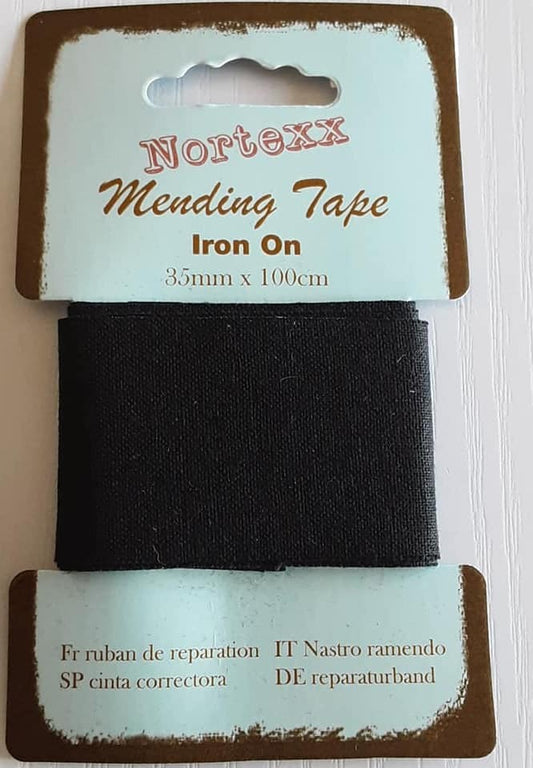 Nortexx
Mending Tape
Iron On
35mm x 100cm
Fr ruban de reparation IT Nastro ramendo
SP cinta correctora DE reparaturband